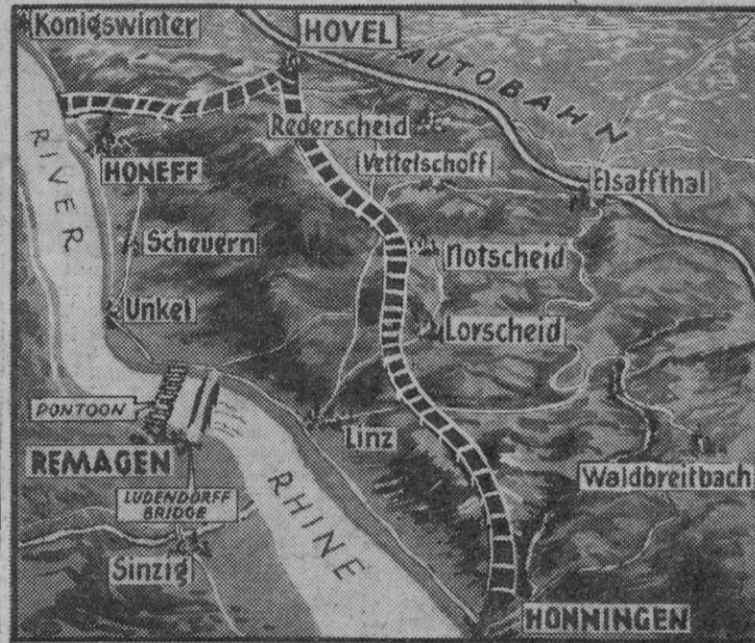 Konigswinter
HOVEL
AUTOBAHN
Rederscheid
Vettelschoff
Elsaffthal
HONEFF
RIVER
Scheuern
Notscheid
Unkel
Lorscheid
PONTOON
Linz
REMAGEN
Waldbreitbach
LUDENDORFF
BRIDGE
RHINE
Sinzig
HONNINGEN